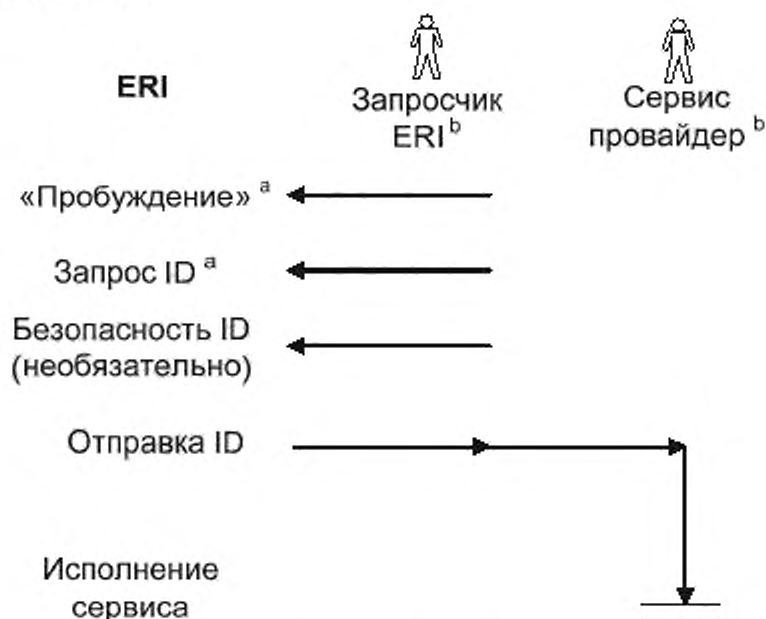 ERI
Запросчик
ERI b
Сервис
провайдер b
«Пробуждение» a
Запрос ID a
Безопасность ID
(необязательно)
Отправка ID
Исполнение
сервиса